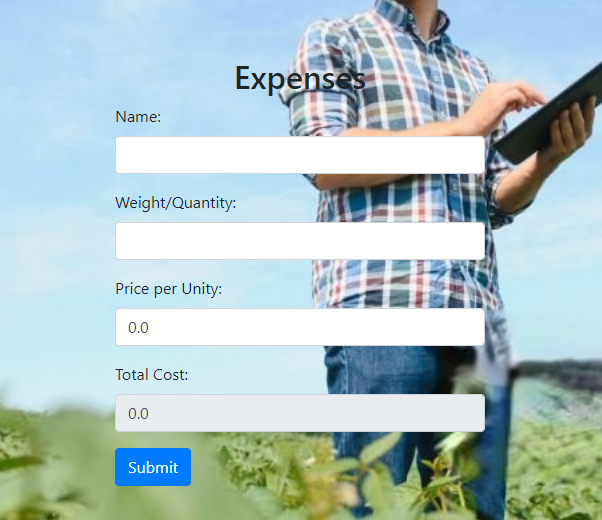 Expenses
Name:
Weight/Quantity:
Price per Unity:
0.0
Total Cost:
0.0
Submit